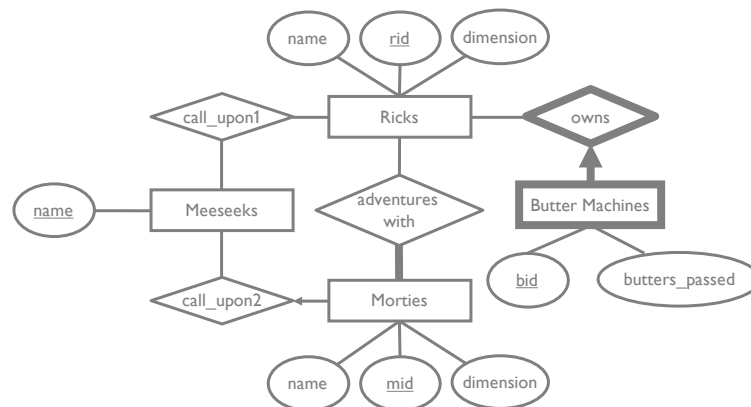 name
rid
dimension
call_upon1
Ricks
owns
name
Meeseeks
adventures
with
Butter Machines
bid
butters_passed
call_upon2
Morties
name
mid
dimension